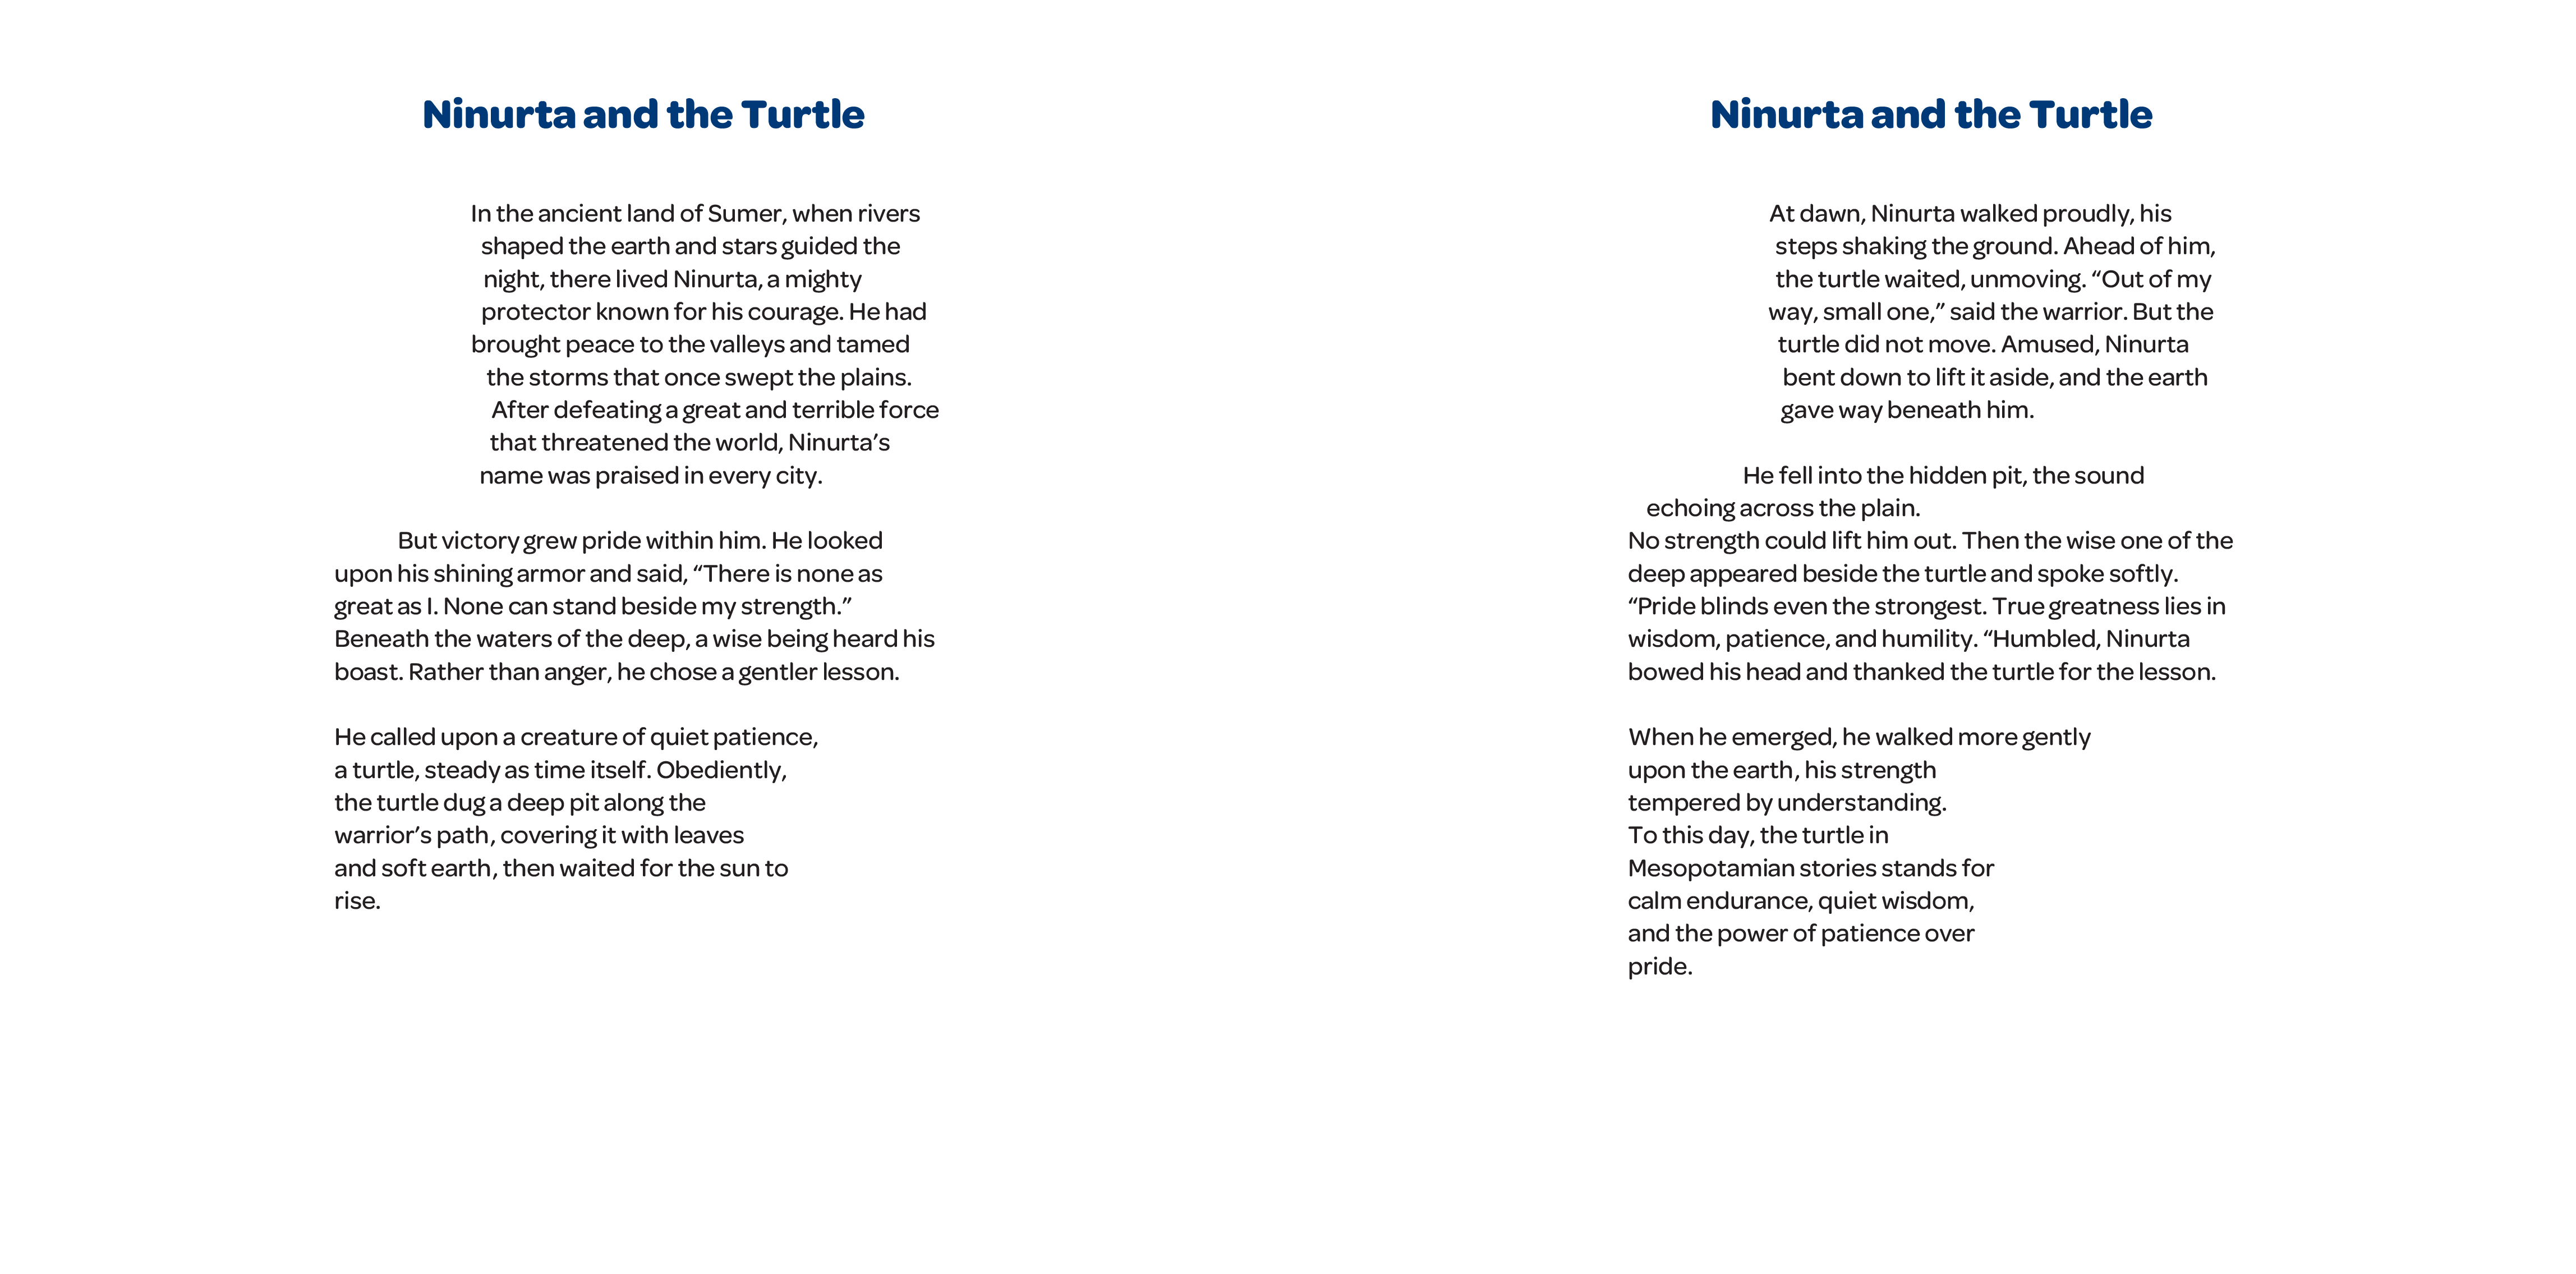 Ninurta and the Turtle
In the ancient land of Sumer, when rivers
shaped the earth and stars guided the
night, there lived Ninurta, a mighty
protector known for his courage. He had
brought peace to the valleys and tamed
the storms that once swept the plains.
After defeating a great and terrible force
that threatened the world, Ninurta’s
name was praised in every city.
But victory grew pride within him. He looked
upon his shining armor and said, “There is none as
great as I. None can stand beside my strength.”
Beneath the waters of the deep, a wise being heard his
boast. Rather than anger, he chose a gentler lesson.
He called upon a creature of quiet patience,
a turtle, steady as time itself. Obediently,
the turtle dug a deep pit along the
warrior’s path, covering it with leaves
and soft earth, then waited for the sun to
rise.
Ninurta and the Turtle
At dawn, Ninurta walked proudly, his
steps shaking the ground. Ahead of him,
the turtle waited, unmoving. “Out of my
way, small one,” said the warrior. But the
turtle did not move. Amused, Ninurta
bent down to lift it aside, and the earth
gave way beneath him.
He fell into the hidden pit, the sound
echoing across the plain.
No strength could lift him out. Then the wise one of the
deep appeared beside the turtle and spoke softly.
“Pride blinds even the strongest. True greatness lies in
wisdom, patience, and humility. “Humbled, Ninurta
bowed his head and thanked the turtle for the lesson.
When he emerged, he walked more gently
upon the earth, his strength
tempered by understanding.
To this day, the turtle in
Mesopotamian stories stands for
calm endurance, quiet wisdom,
and the power of patience over
pride.